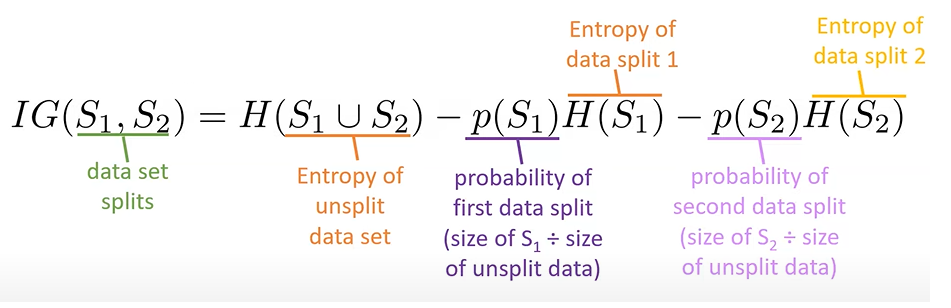 Entropy of
data split 1
Entropy of
data split 2
IG(S₁, S₂) = H(S₁ ∪ S₂) − p(S₁)H(S₁) − p(S₂)H(S₂)
data set
splits
Entropy of
unsplit
data set
probability of
first data split
(size of S₁ ÷ size
of unsplit data)
probability of
second data split
(size of S₂ ÷ size
of unsplit data)